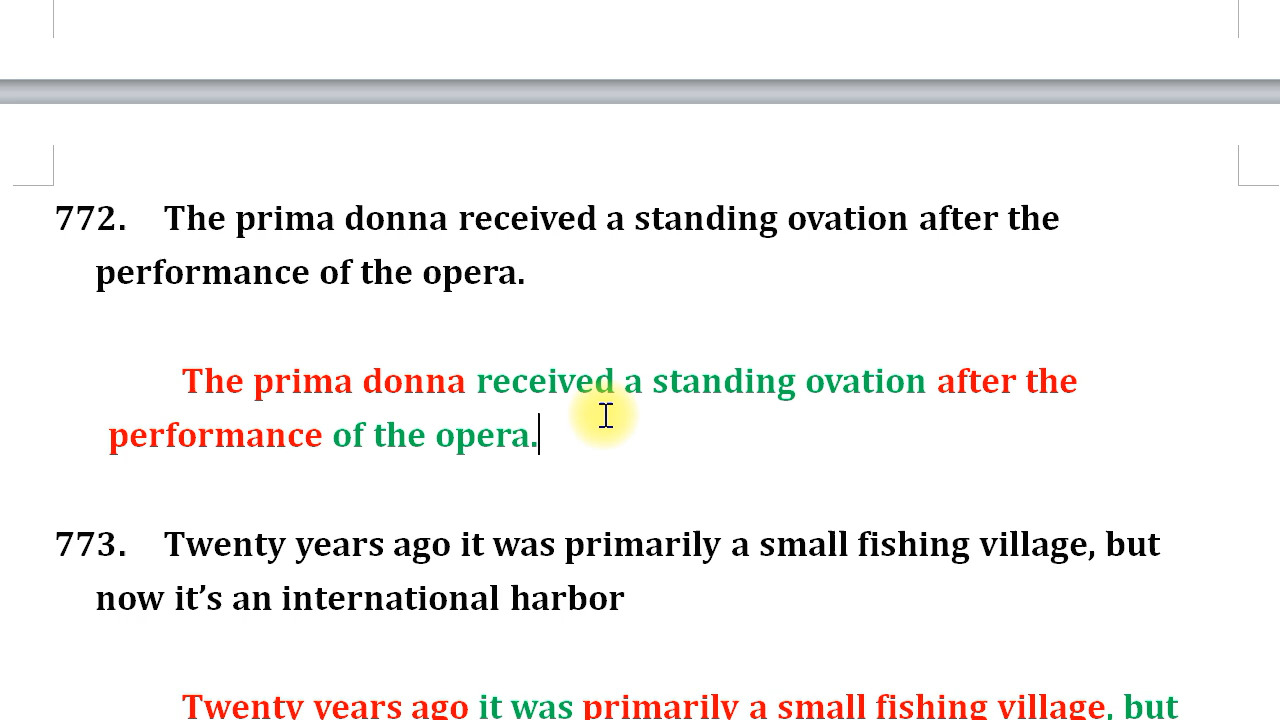 772. The prima donna received a standing ovation after the
performance of the opera.
The prima donna received a standing ovation after the
performance of the opera.
773. Twenty years ago it was primarily a small fishing village, but
now it’s an international harbor
Twenty years ago it was primarily a small fishing village, but